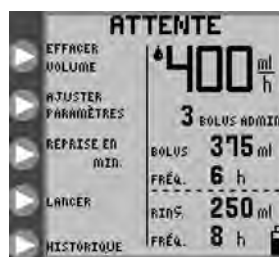 ATTENTE
EFFACER
VOLUME
400 ml
h
AJUSTER
PARAMÈTRES
3 BOLUS ADMIN
REPRISE EN
MIN.
BOLUS 375 ml
FRÉQ. 6 h
LANCER
RINÇ. 250 ml
HISTORIQUE
FRÉQ. 8 h